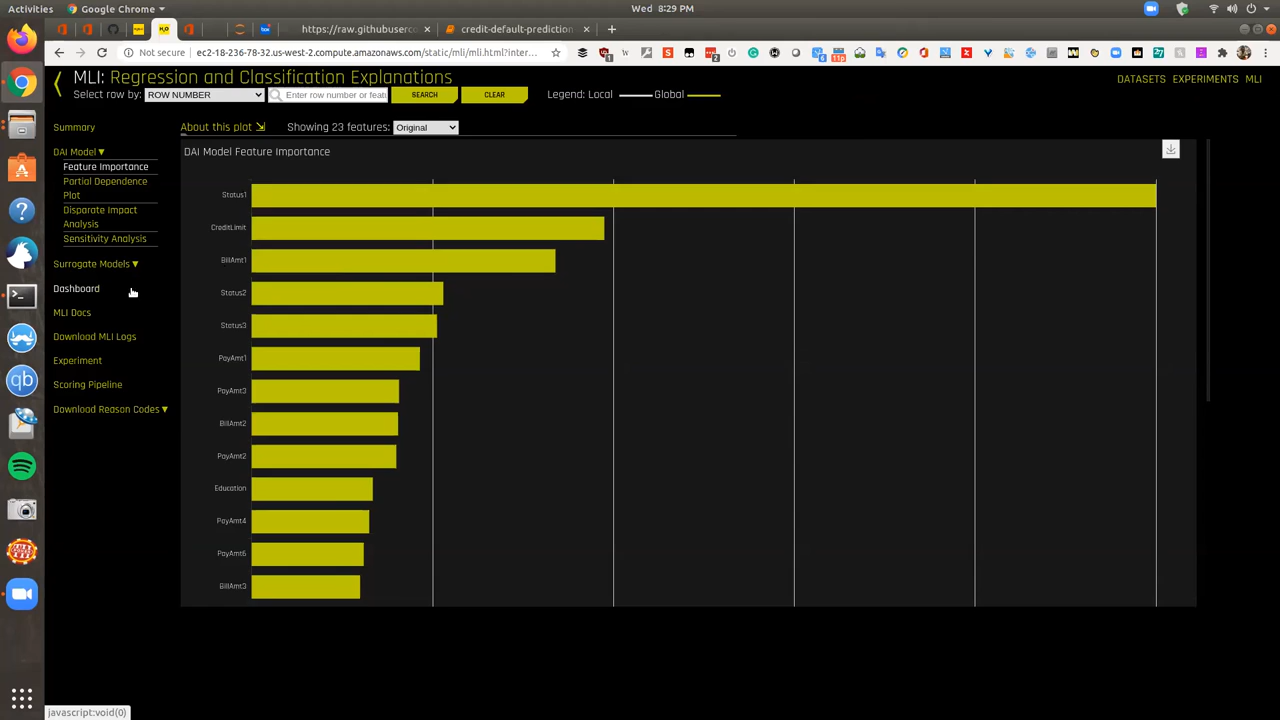 Activities
Google Chrome ▾
Wed 8:29 PM
https://raw.githubuserco
credit-default-prediction
Not secure
ec2-18-236-78-32.us-west-2.compute.amazonaws.com/static/mli/mli.html?inter...
MLI: Regression and Classification Explanations
DATASETS EXPERIMENTS MLI
Select row by:
ROW NUMBER
Enter row number or featu
SEARCH
CLEAR
Legend: Local
Global
Summary
About this plot
Showing 23 features:
Original
DAI Model ▾
DAI Model Feature Importance
Feature Importance
Partial Dependence
Plot
Disparate Impact
Analysis
Sensitivity Analysis
Surrogate Models ▾
Dashboard
MLI Docs
Download MLI Logs
Experiment
Scoring Pipeline
Download Reason Codes ▾
Status1
CreditLimit
BillAmt1
Status2
Status3
PayAmt1
PayAmt3
BillAmt2
PayAmt2
Education
PayAmt4
PayAmt6
BillAmt3
javascript:void(0)